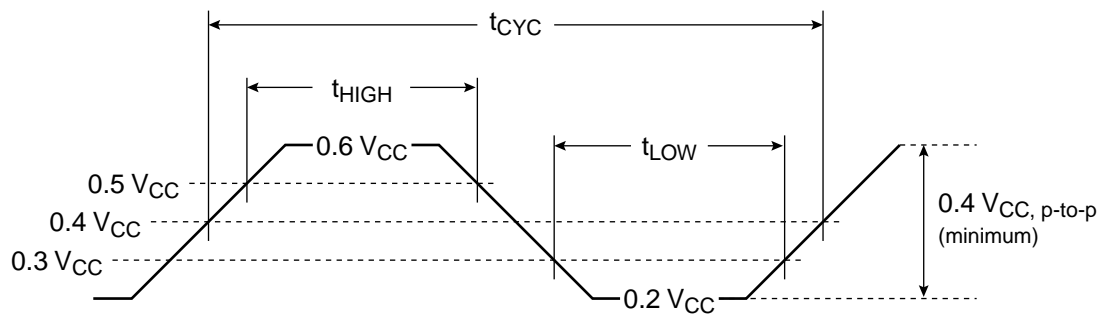 tCYC
tHIGH
0.6 VCC
tLOW
0.5 VCC
0.4 VCC
0.4 VCC, p-to-p
(minimum)
0.3 VCC
0.2 VCC